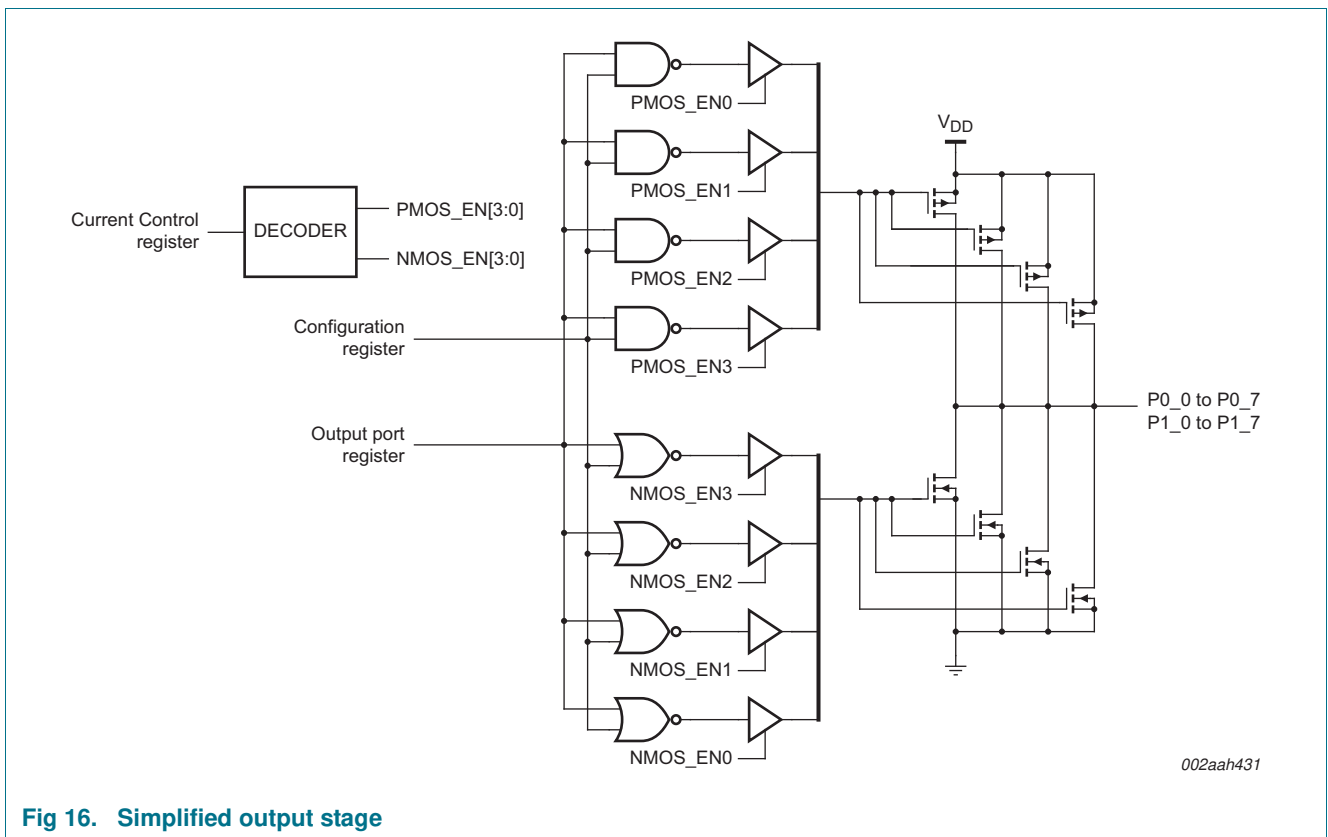 PMOS_EN0
V_DD
PMOS_EN1
Current Control
register
DECODER
PMOS_EN[3:0]
NMOS_EN[3:0]
PMOS_EN2
Configuration
register
PMOS_EN3
P0_0 to P0_7
P1_0 to P1_7
Output port
register
NMOS_EN3
NMOS_EN2
NMOS_EN1
NMOS_EN0
002aah431
Fig 16. Simplified output stage